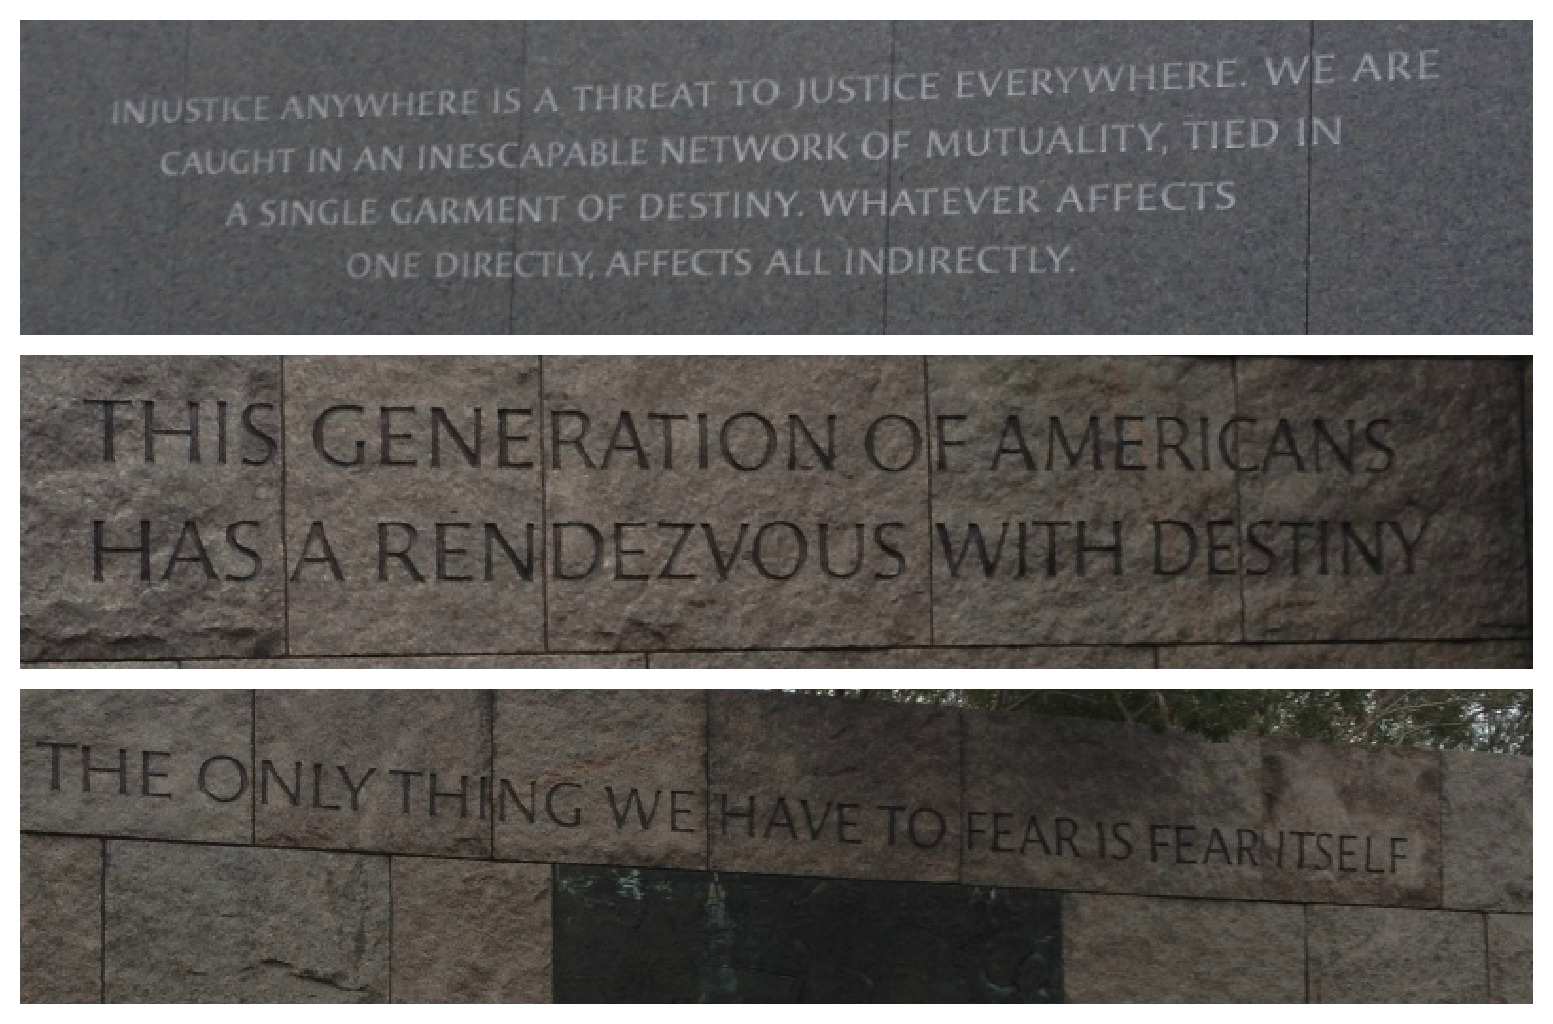 INJUSTICE ANYWHERE IS A THREAT TO JUSTICE EVERYWHERE. WE ARE
CAUGHT IN AN INESCAPABLE NETWORK OF MUTUALITY, TIED IN
A SINGLE GARMENT OF DESTINY. WHATEVER AFFECTS
ONE DIRECTLY, AFFECTS ALL INDIRECTLY.
THIS GENERATION OF AMERICANS
HAS A RENDEZVOUS WITH DESTINY
THE ONLY THING WE HAVE TO FEAR IS FEAR ITSELF